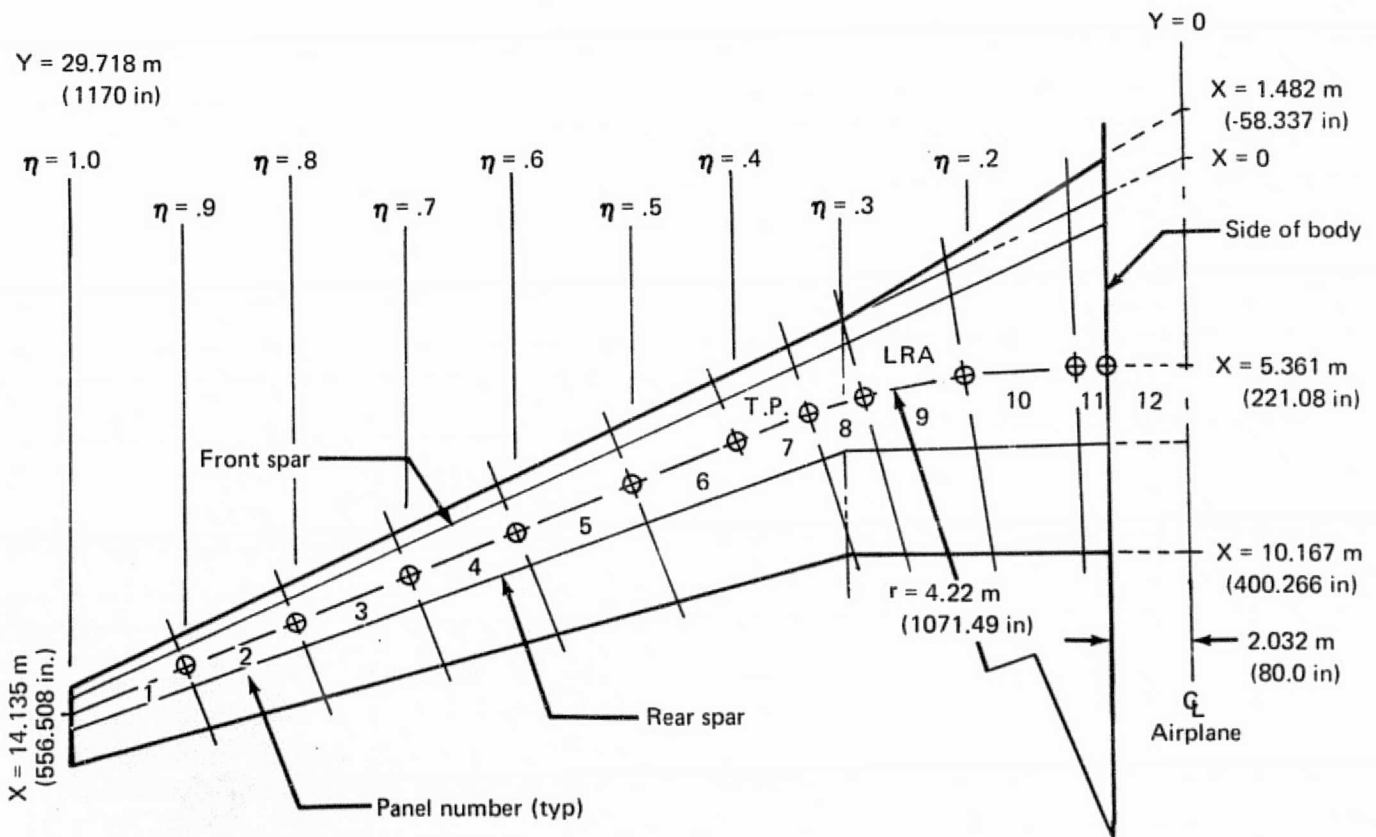 Y = 0
Y = 29.718 m
(1170 in)
X = 1.482 m
(-58.337 in)
η = 1.0
η = .8
η = .6
η = .4
η = .2
X = 0
η = .9
η = .7
η = .5
η = .3
Side of body
LRA
X = 5.361 m
(221.08 in)
T.P.
1
2
3
4
5
6
7
8
9
10
11
12
Front spar
X = 10.167 m
(400.266 in)
r = 4.22 m
(1071.49 in)
2.032 m
(80.0 in)
℄
Airplane
Rear spar
X = 14.135 m
(556.508 in.)
Panel number (typ)